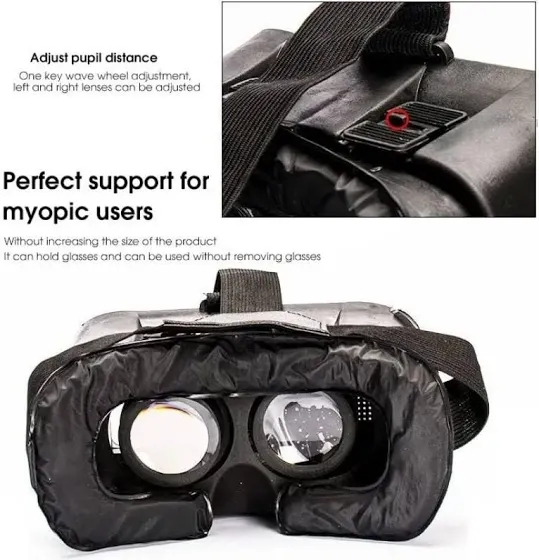 Adjust pupil distance
One key wave wheel adjustment,
left and right lenses can be adjusted
Perfect support for
myopic users
Without increasing the size of the product
It can hold glasses and can be used without removing glasses